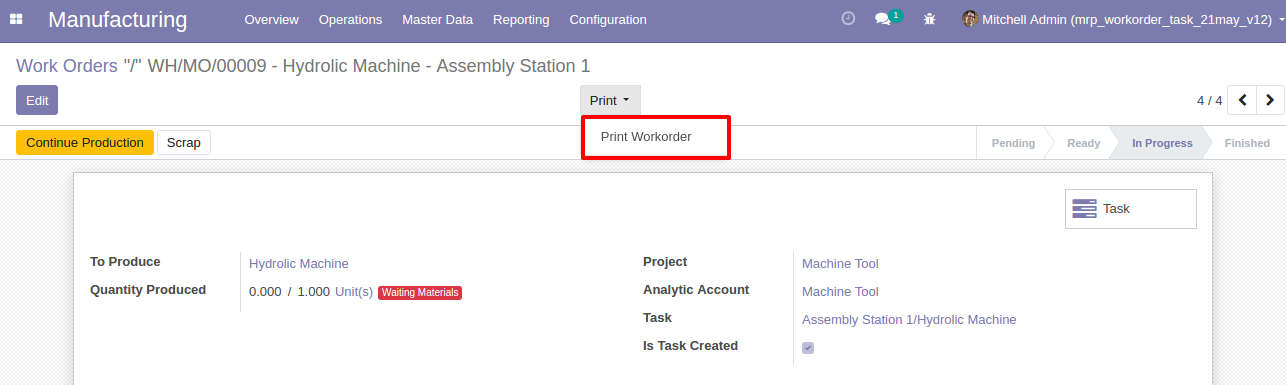 Manufacturing Overview Operations Master Data Reporting Configuration 1 Mitchell Admin (mrp_workorder_task_21may_v12)
Work Orders "/" WH/MO/00009 - Hydrolic Machine - Assembly Station 1
Edit Print 4 / 4
Print Workorder
Continue Production Scrap Pending Ready In Progress Finished
Task
To Produce Hydrolic Machine Project Machine Tool
Quantity Produced 0.000 / 1.000 Unit(s) Waiting Materials Analytic Account Machine Tool
Task Assembly Station 1/Hydrolic Machine
Is Task Created